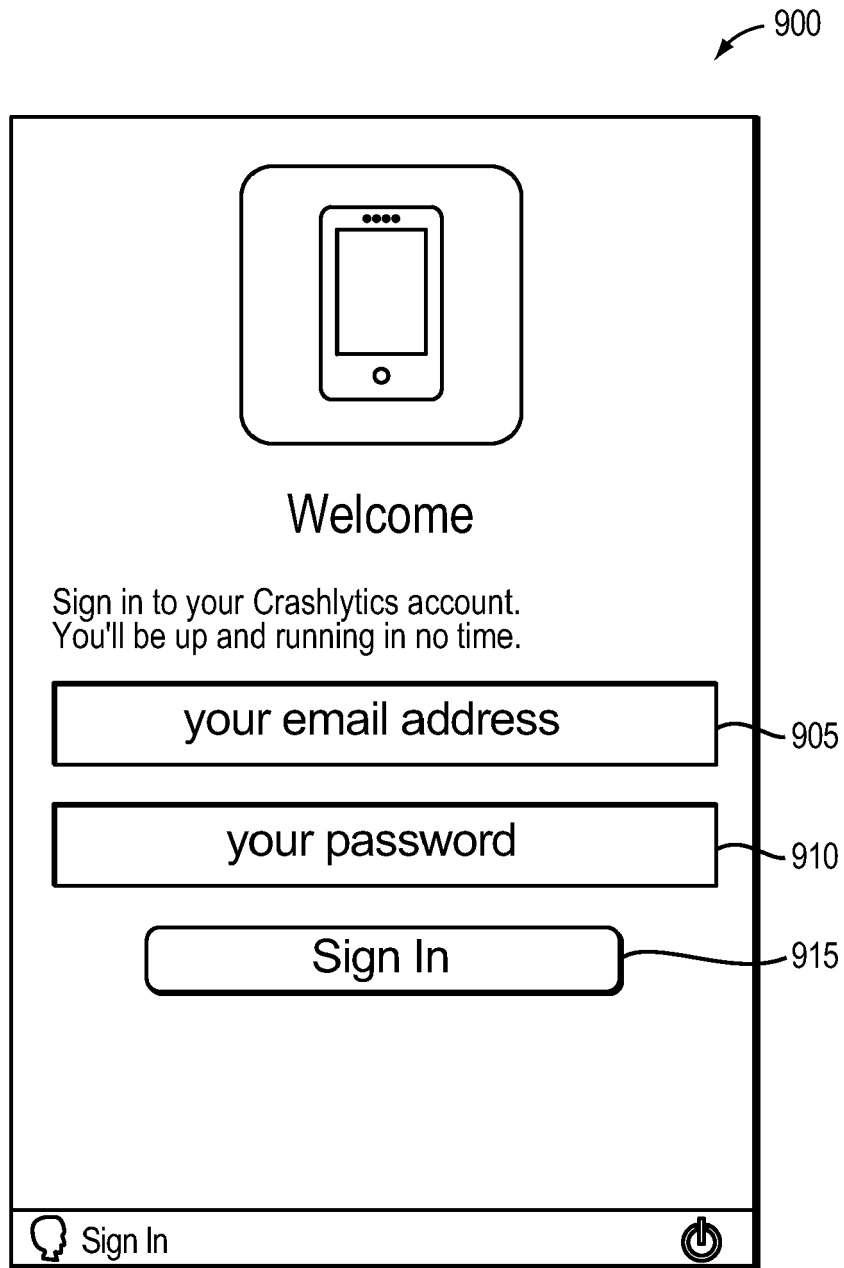 900
Welcome
Sign in to your Crashlytics account.
You'll be up and running in no time.
your email address
905
your password
910
Sign In
915
Sign In